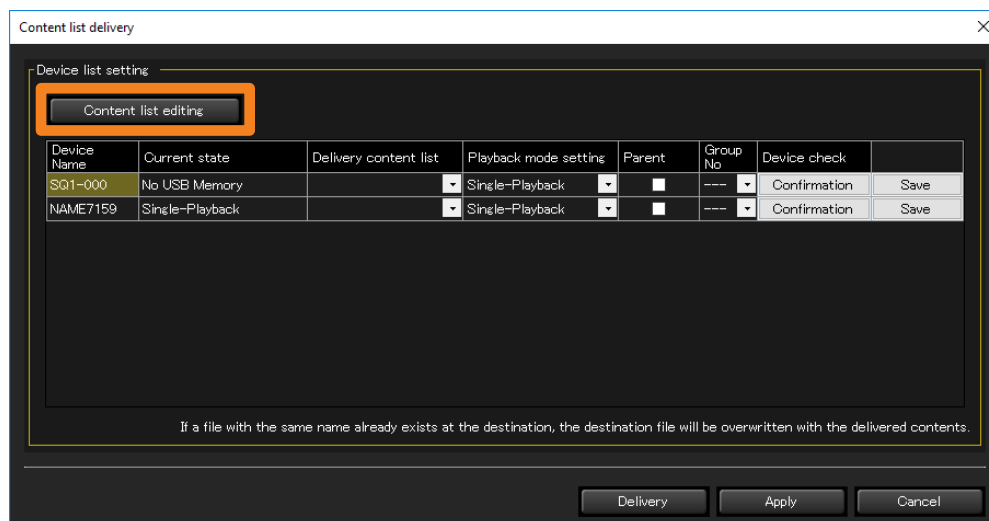 Content list delivery
Device list setting
Content list editing
Device Name Current state Delivery content list Playback mode setting Parent Group No Device check
SQ1-000 No USB Memory Single-Playback --- Confirmation Save
NAME7159 Single-Playback Single-Playback --- Confirmation Save
If a file with the same name already exists at the destination, the destination file will be overwritten with the delivered contents.
Delivery Apply Cancel